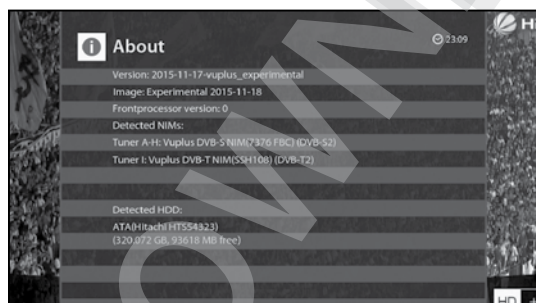 About
23:09
Version: 2015-11-17-vuplus_experimental
Image: Experimental 2015-11-18
Frontprocessor version: 0
Detected NIMs:
Tuner A-H: Vuplus DVB-S NIM(7376 FBC) (DVB-S2)
Tuner I: Vuplus DVB-T NIM(SSH108) (DVB-T2)
Detected HDD:
ATA(Hitachi HTS54323)
(320.072 GB, 93618 MB free)
HD